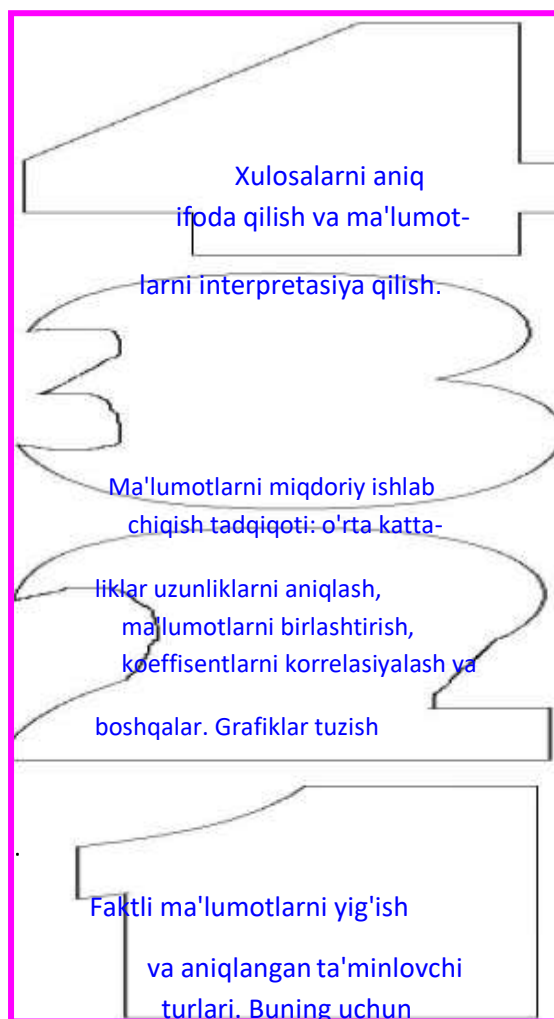 Xulosalarni aniq
ifoda qilish va ma'lumot-
larni interpretasiya qilish.
Ma'lumotlarni miqdoriy ishlab
chiqish tadqiqoti: o'rta katta-
liklar uzunliklarni aniqlash,
ma'lumotlarni birlashtirish,
koeffisentlarni korrelasiyalash va
boshqalar. Grafiklar tuzish
.
Faktli ma'lumotlarni yig'ish
va aniqlangan ta'minlovchi
turlari. Buning uchun